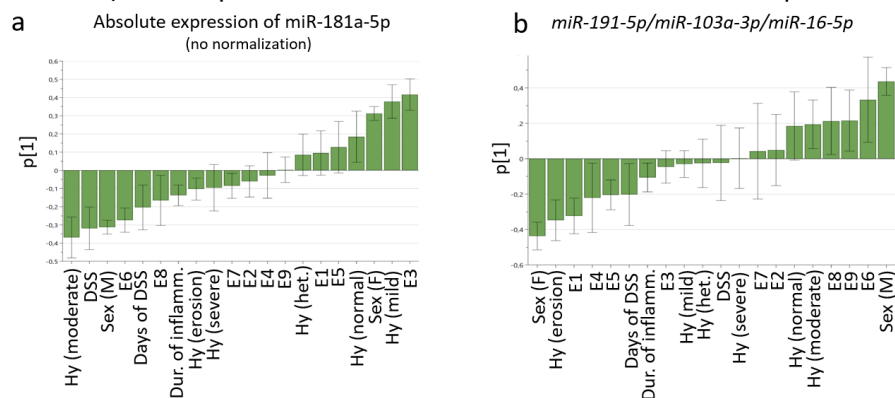 a
Absolute expression of miR-181a-5p
(no normalization)
p[1]
0,6
0,5
0,4
0,3
0,2
0,1
0
-0,1
-0,2
-0,3
-0,4
-0,5
Hy (moderate)
DSS
Sex (M)
E6
Days of DSS
E8
Dur. of inflamm.
Hy (erosion)
Hy (severe)
E7
E2
E4
E9
Hy (het.)
E1
E5
Hy (normal)
Sex (F)
Hy (mild)
E3
b
miR-191-5p/miR-103a-3p/miR-16-5p
p[1]
0,4
0,2
0
-0,2
-0,4
-0,6
Sex (F)
Hy (erosion)
E1
E4
E5
Days of DSS
Dur. of inflamm.
E3
Hy (mild)
Hy (het.)
DSS
Hy (severe)
E7
E2
Hy (normal)
Hy (moderate)
E8
E9
E6
Sex (M)